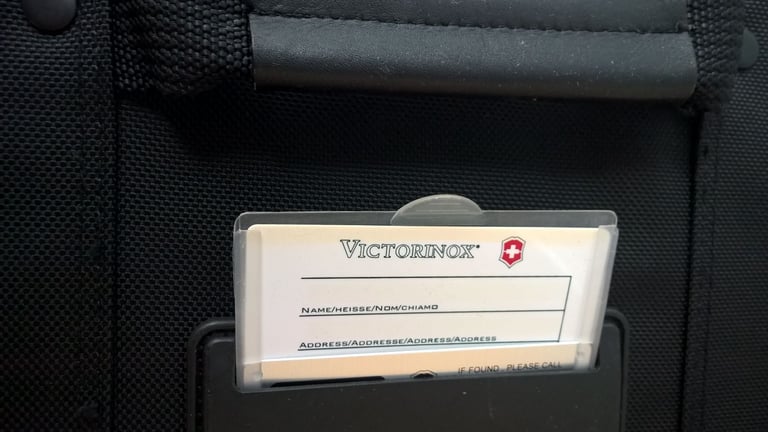 VICTORINOX
NAME/HEISSE/NOM/CHIAMO
ADDRESS/ADDRESSE/ADDRESS/ADDRESS
IF FOUND PLEASE CALL